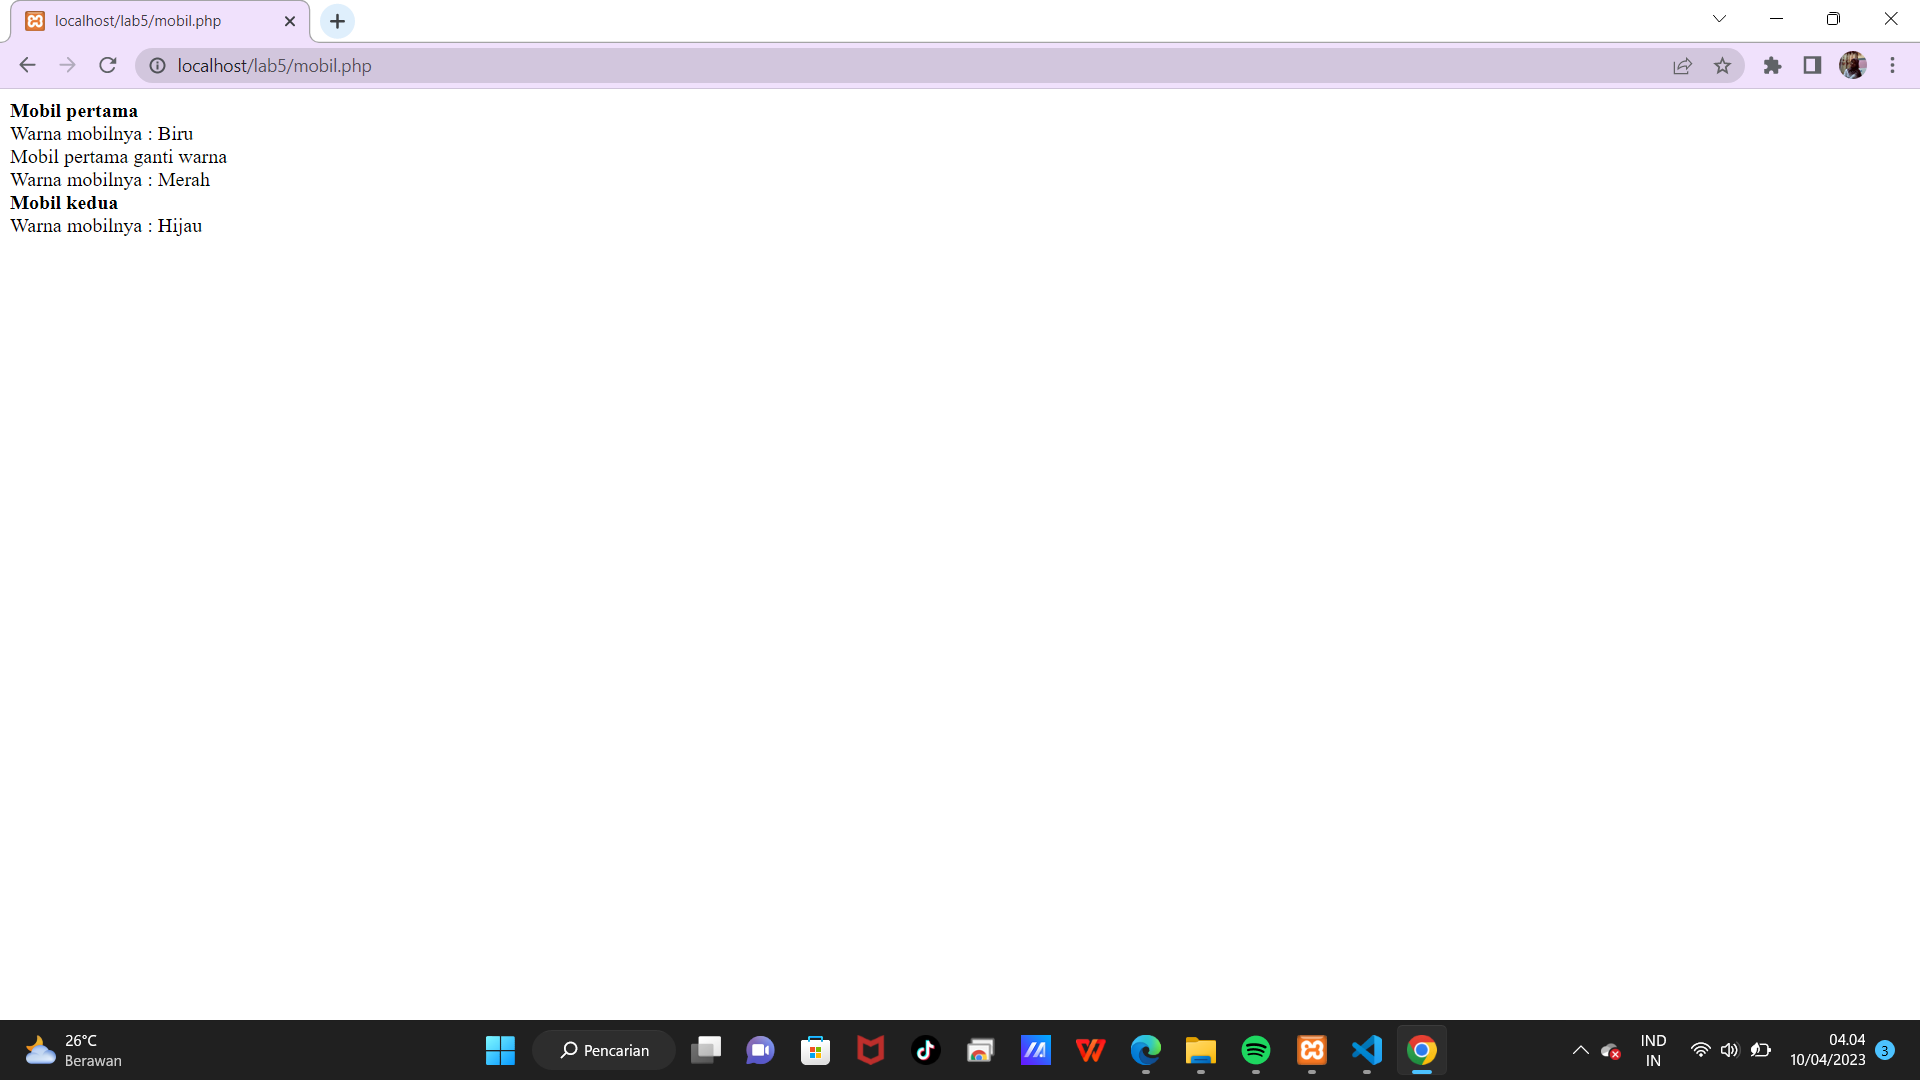 localhost/lab5/mobil.php
localhost/lab5/mobil.php
Mobil pertama
Warna mobilnya : Biru
Mobil pertama ganti warna
Warna mobilnya : Merah
Mobil kedua
Warna mobilnya : Hijau
26°C
Berawan
Pencarian
IND
IN
04.04
10/04/2023
3